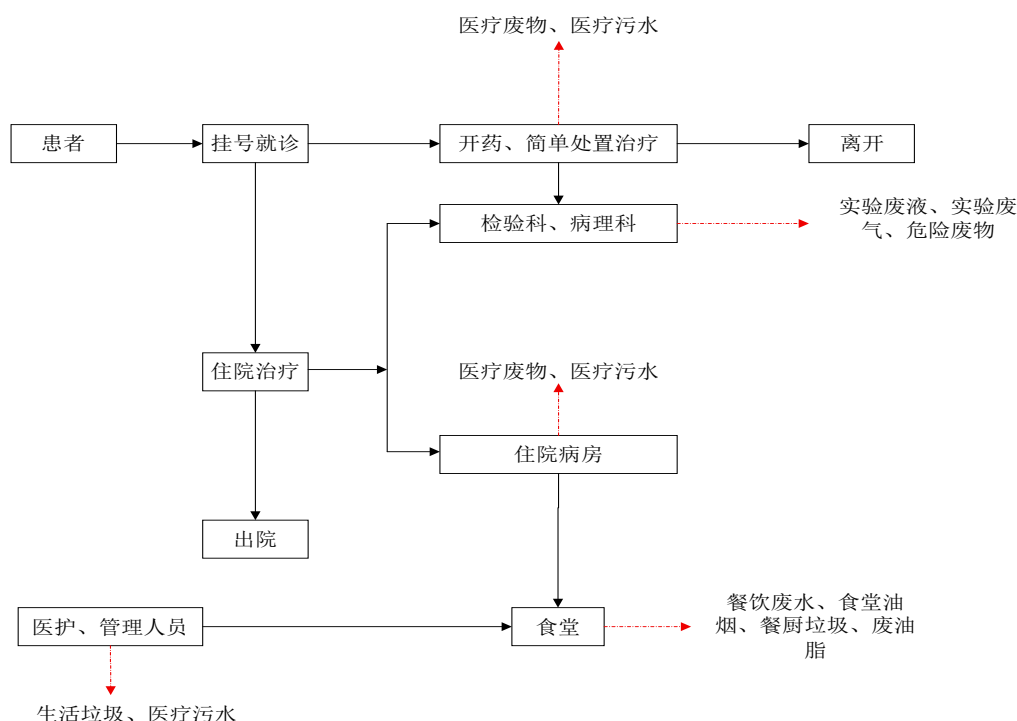 医疗废物、医疗污水
患者
挂号就诊
开药、简单处置治疗
离开
检验科、病理科
实验废液、实验废
气、危险废物
住院治疗
医疗废物、医疗污水
住院病房
出院
医护、管理人员
食堂
餐饮废水、食堂油
烟、餐厨垃圾、废油
脂
生活垃圾、医疗污水